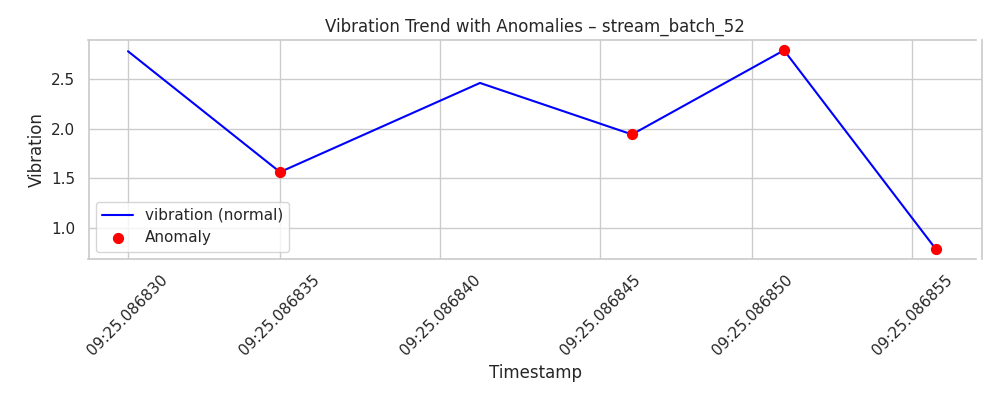 Vibration Trend with Anomalies – stream_batch_52
Vibration
2.5
2.0
1.5
1.0
vibration (normal)
Anomaly
09:25.086830
09:25.086835
09:25.086840
09:25.086845
09:25.086850
09:25.086855
Timestamp